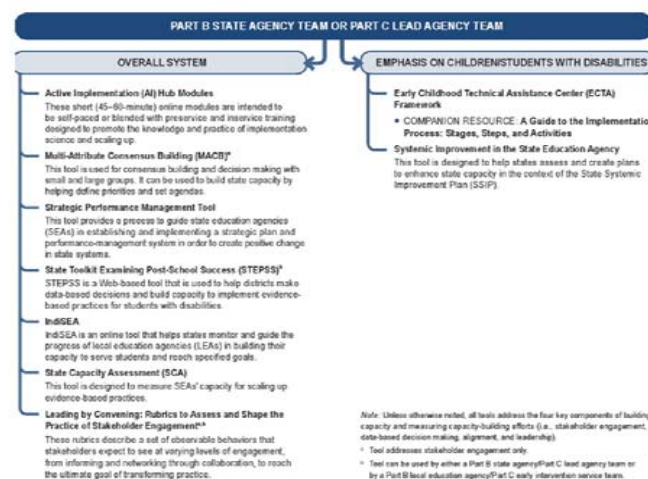 PART B STATE AGENCY TEAM OR PART C LEAD AGENCY TEAM
OVERALL SYSTEM
Active Implementation (AI) Hub Modules
These short (45–60-minute) online modules are intended to
be self-paced or blended with preservice and inservice training
designed to promote the knowledge and practice of implementation
science and scaling up.
Multi-Attribute Consensus Building (MACB)ᵃ
This tool is used for consensus building and decision making with
small and large groups. It can be used to build state capacity by
helping define priorities and set agendas.
Strategic Performance Management Tool
This tool provides a process to guide state education agencies
(SEAs) in establishing and implementing a strategic plan and
performance-management system in order to create positive change
in state systems.
State Toolkit Examining Post-School Success (STEPSS)ᵇ
STEPSS is a Web-based tool that is used to help districts make
data-based decisions and build capacity to implement evidence-
based practices for students with disabilities.
IndiSEA
IndiSEA is an online tool that helps states monitor and guide the
progress of local education agencies (LEAs) in building their
capacity to serve students and reach specified goals.
State Capacity Assessment (SCA)
This tool is designed to measure SEAs' capacity for scaling up
evidence-based practices.
Leading by Convening: Rubrics to Assess and Shape the
Practice of Stakeholder Engagementᵃ,ᵇ
These rubrics describe a set of observable behaviors that
stakeholders expect to see at varying levels of engagement,
from informing and networking through collaboration, to reach
the ultimate goal of transforming practice.
EMPHASIS ON CHILDREN/STUDENTS WITH DISABILITIES
Early Childhood Technical Assistance Center (ECTA)
Framework
• COMPANION RESOURCE: A Guide to the Implementatio
Process: Stages, Steps, and Activities
Systemic Improvement in the State Education Agency
This tool is designed to help states assess and create plans
to enhance state capacity in the context of the State Systemic
Improvement Plan (SSIP).
Note: Unless otherwise noted, all tools address the four key components of building
capacity and measuring capacity-building efforts (i.e., stakeholder engagement,
data-based decision making, alignment, and leadership).
ᵃ Tool addresses stakeholder engagement only.
ᵇ Tool can be used by either a Part B state agency/Part C lead agency team or
by a Part B local education agency/Part C early intervention service team.